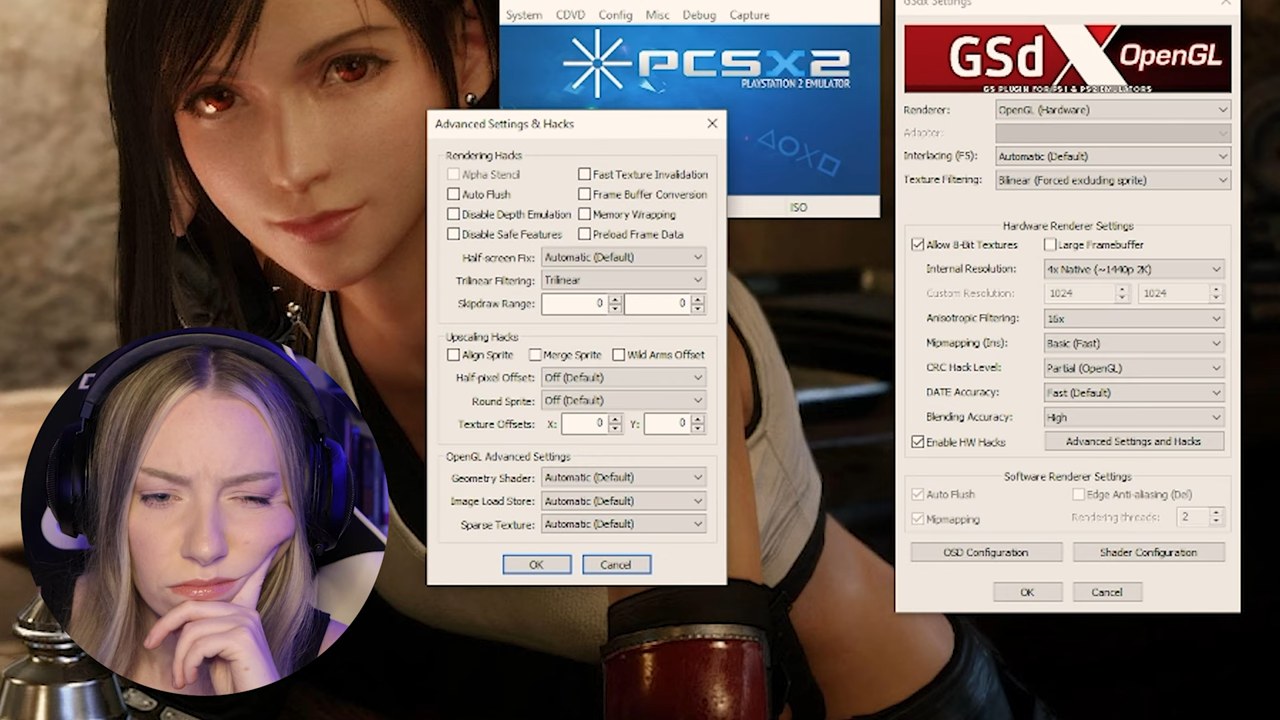 System CDVD Config Misc Debug Capture
PCSX2
PLAYSTATION 2 EMULATOR
ISO
Advanced Settings & Hacks
Rendering Hacks
Alpha Stencil Fast Texture Invalidation
Auto Flush Frame Buffer Conversion
Disable Depth Emulation Memory Wrapping
Disable Safe Features Preload Frame Data
Half-screen Fix: Automatic (Default)
Trilinear Filtering: Trilinear
Skipdraw Range: 0 0
Upscaling Hacks
Align Sprite Merge Sprite Wild Arms Offset
Half-pixel Offset: Off (Default)
Round Sprite: Off (Default)
Texture Offsets: X: 0 Y: 0
OpenGL Advanced Settings
Geometry Shader: Automatic (Default)
Image Load Store: Automatic (Default)
Sparse Texture: Automatic (Default)
OK Cancel
GSdx Settings
GSdX OpenGL
GS PLUGIN FOR PS1 & PS2 EMULATORS
Renderer: OpenGL (Hardware)
Adapter:
Interlacing (F5): Automatic (Default)
Texture Filtering: Bilinear (Forced excluding sprite)
Hardware Renderer Settings
Allow 8-Bit Textures Large Framebuffer
Internal Resolution: 4x Native (~1440p 2K)
Custom Resolution: 1024 1024
Anisotropic Filtering: 16x
Mipmapping (Ins): Basic (Fast)
CRC Hack Level: Partial (OpenGL)
DATE Accuracy: Fast (Default)
Blending Accuracy: High
Enable HW Hacks Advanced Settings and Hacks
Software Renderer Settings
Auto Flush Edge Anti-aliasing (Del)
Mipmapping Rendering threads: 2
OSD Configuration Shader Configuration
OK Cancel